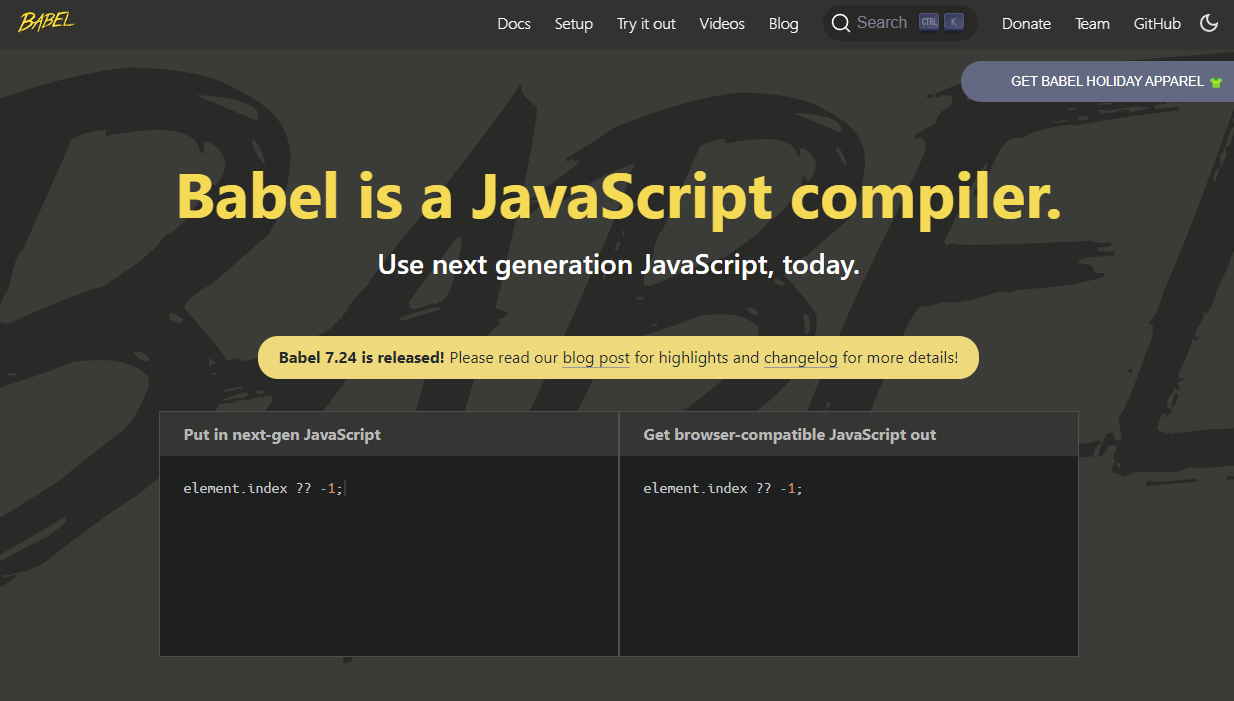 BABEL Docs Setup Try it out Videos Blog Search CTRL K Donate Team GitHub
GET BABEL HOLIDAY APPAREL
BABEL
Babel is a JavaScript compiler.
Use next generation JavaScript, today.
Babel 7.24 is released! Please read our blog post for highlights and changelog for more details!
Put in next-gen JavaScript
Get browser-compatible JavaScript out
element.index ?? -1;
element.index ?? -1;